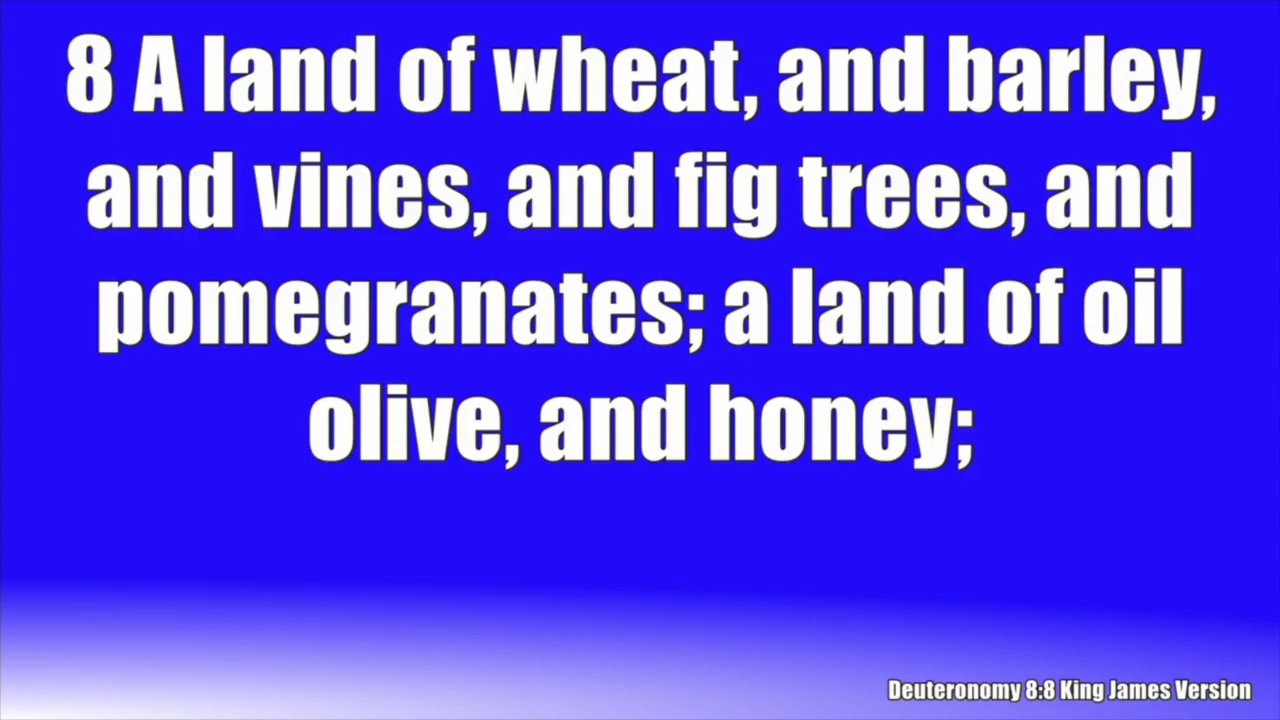 8 A land of wheat, and barley,
and vines, and fig trees, and
pomegranates; a land of oil
olive, and honey;
Deuteronomy 8:8 King James Version